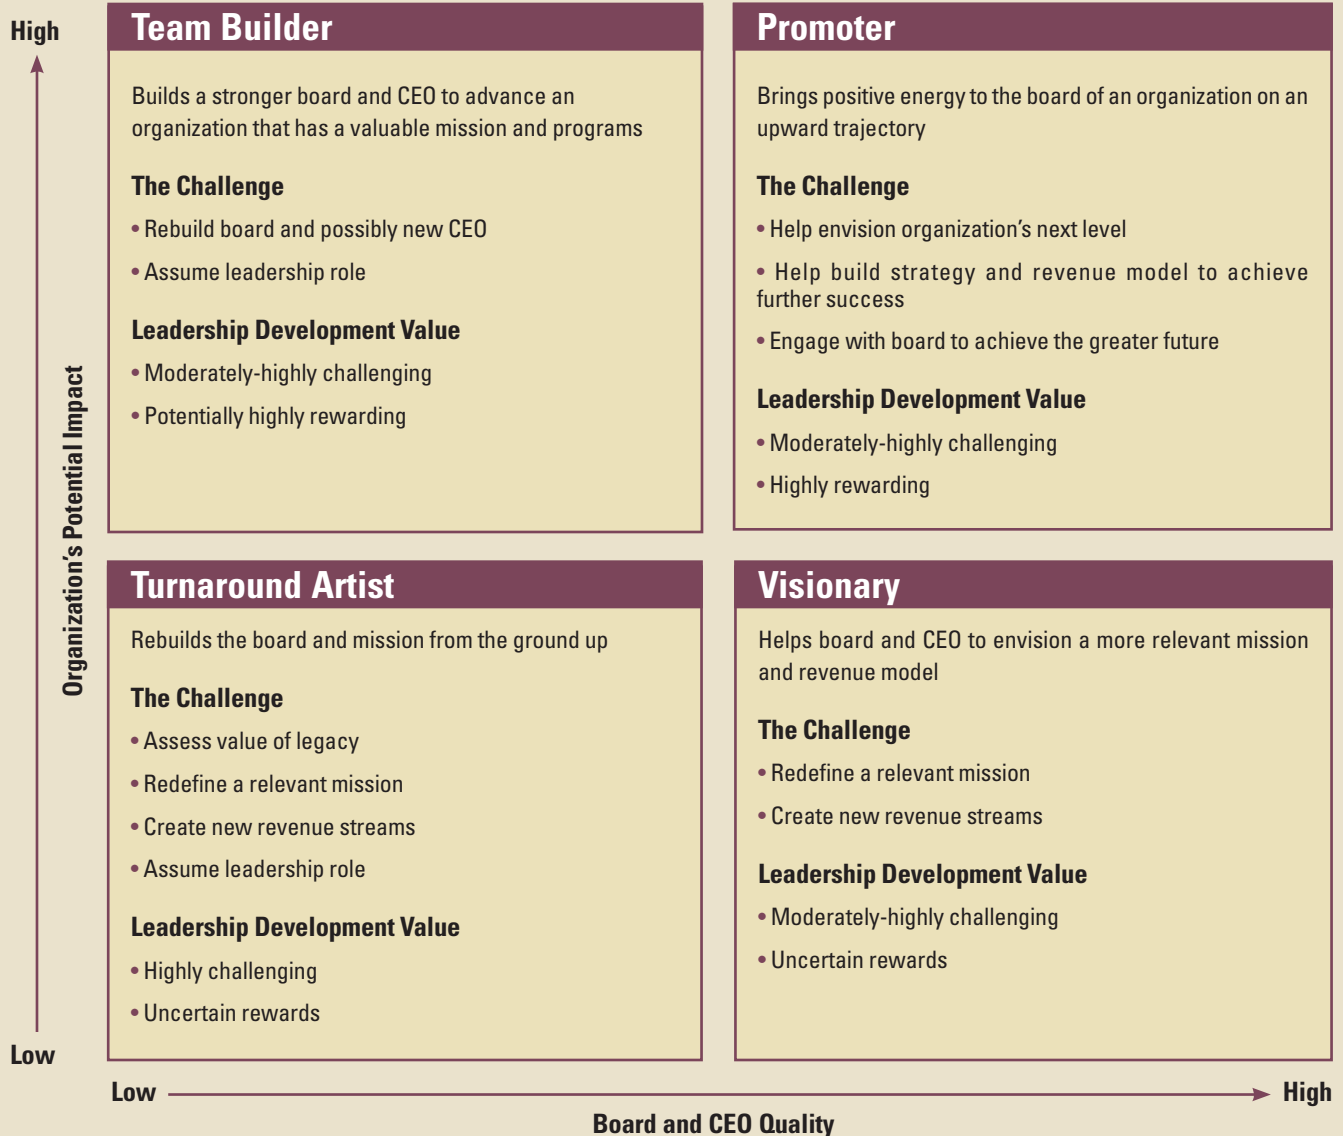 High
Team Builder
Builds a stronger board and CEO to advance an
organization that has a valuable mission and programs
The Challenge
• Rebuild board and possibly new CEO
• Assume leadership role
Leadership Development Value
• Moderately-highly challenging
• Potentially highly rewarding
Promoter
Brings positive energy to the board of an organization on an
upward trajectory
The Challenge
• Help envision organization's next level
• Help build strategy and revenue model to achieve
further success
• Engage with board to achieve the greater future
Leadership Development Value
• Moderately-highly challenging
• Highly rewarding
Organization's Potential Impact
Turnaround Artist
Rebuilds the board and mission from the ground up
The Challenge
• Assess value of legacy
• Redefine a relevant mission
• Create new revenue streams
• Assume leadership role
Leadership Development Value
• Highly challenging
• Uncertain rewards
Visionary
Helps board and CEO to envision a more relevant mission
and revenue model
The Challenge
• Redefine a relevant mission
• Create new revenue streams
Leadership Development Value
• Moderately-highly challenging
• Uncertain rewards
Low
Low
High
Board and CEO Quality